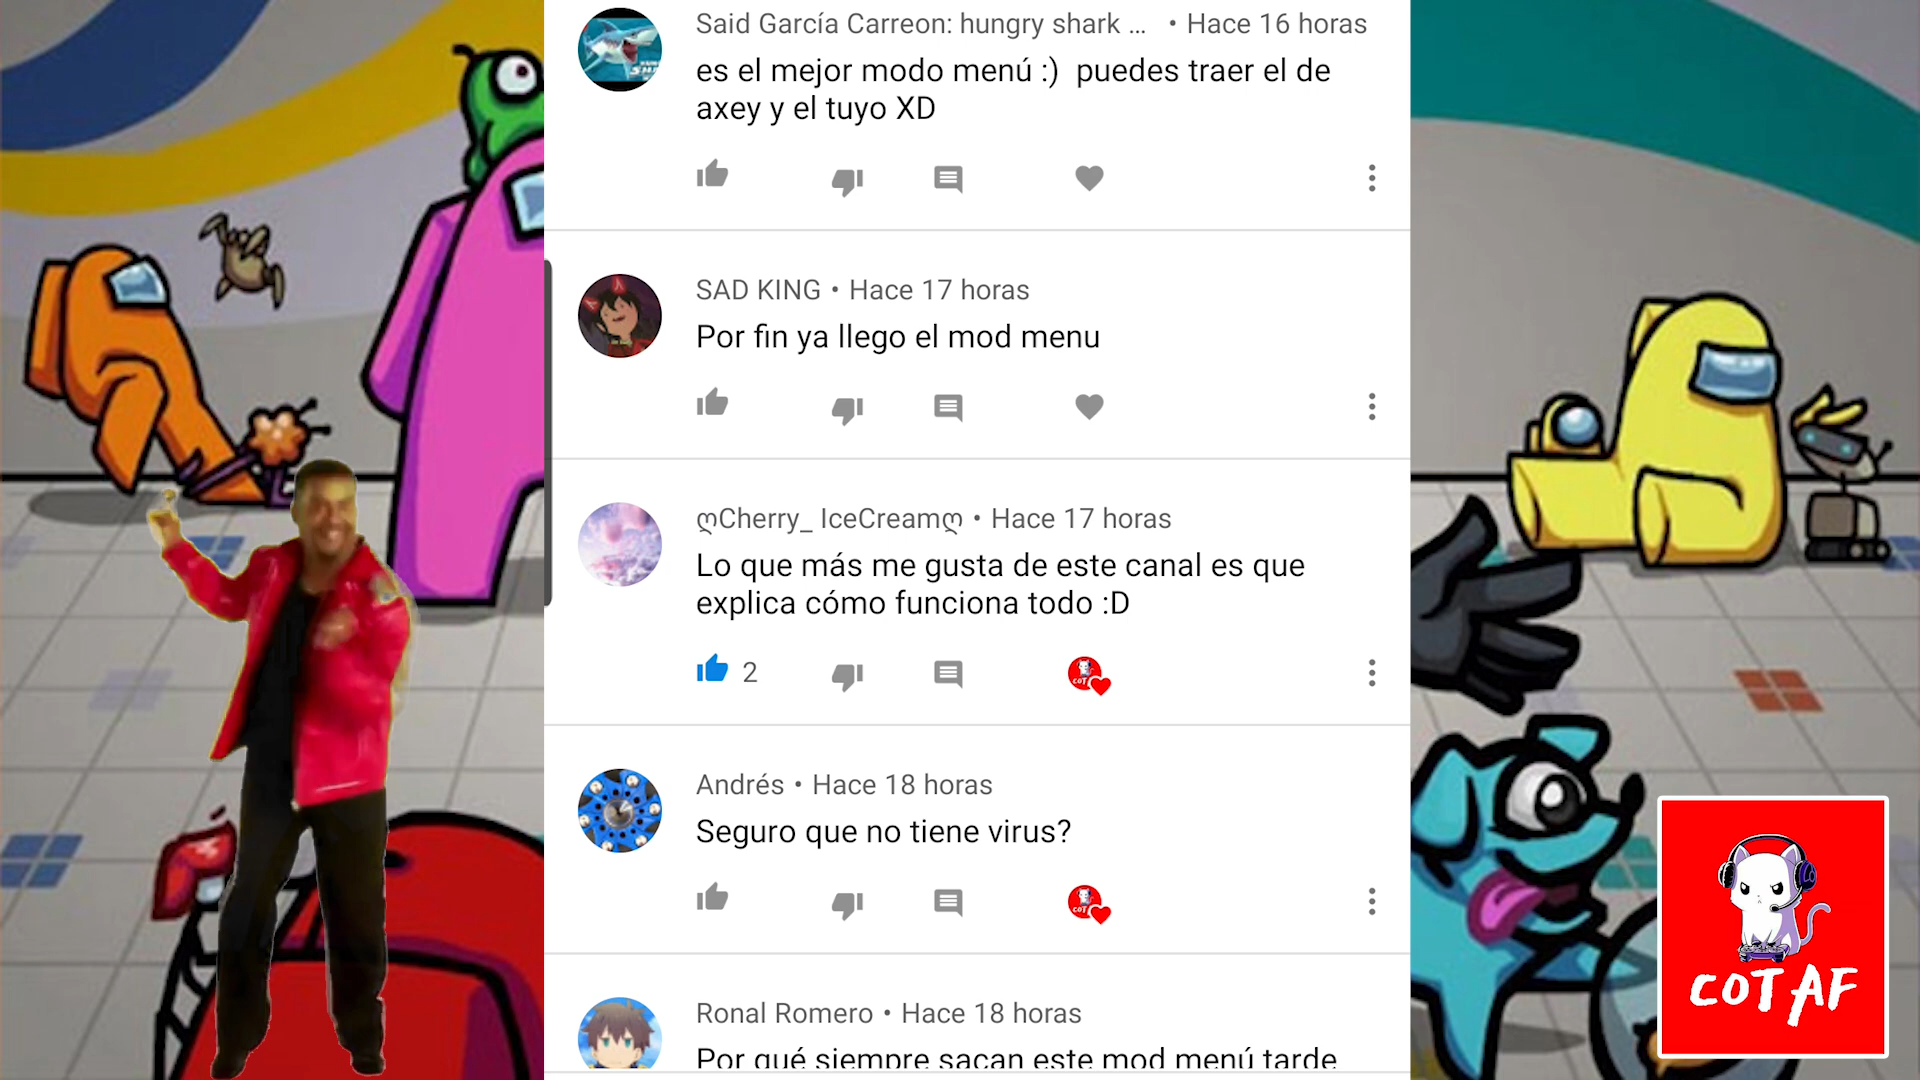 Said García Carreon: hungry shark ... • Hace 16 horas
es el mejor modo menú :) puedes traer el de
axey y el tuyo XD
SAD KING • Hace 17 horas
Por fin ya llego el mod menu
ღCherry_ IceCreamღ • Hace 17 horas
Lo que más me gusta de este canal es que
explica cómo funciona todo :D
2
Andrés • Hace 18 horas
Seguro que no tiene virus?
Ronal Romero • Hace 18 horas
Por qué siempre sacan este mod menú tarde
COT AF